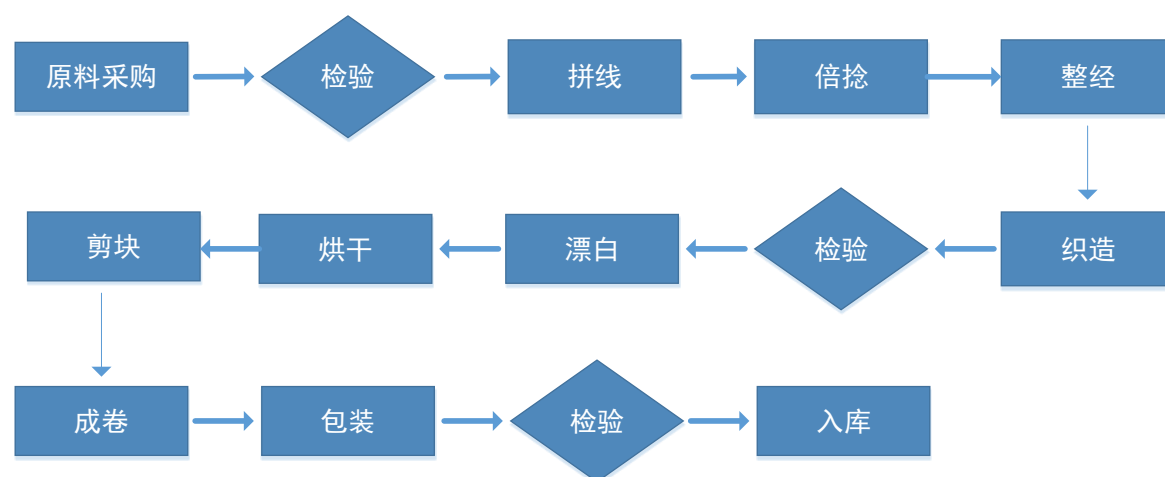 原料采购
检验
拼线
倍捻
整经
织造
检验
漂白
烘干
剪块
成卷
包装
检验
入库